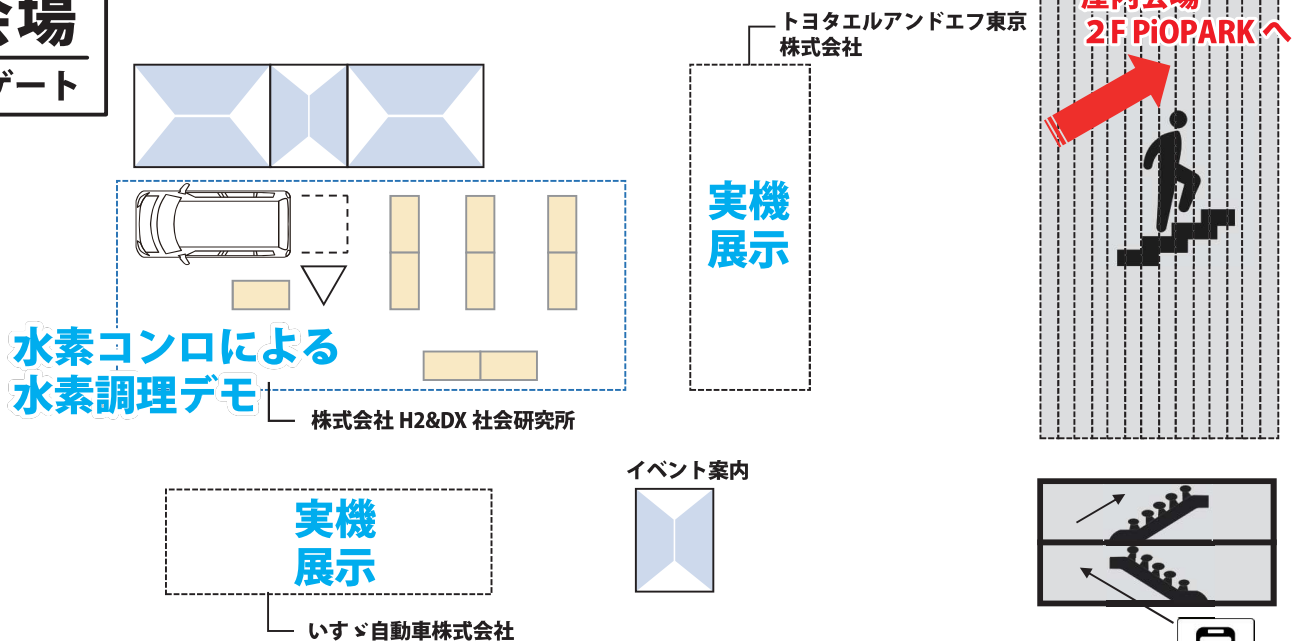 会場
ゲート
トヨタエルアンドエフ東京
株式会社
屋内会場
2F PiOPARK へ
実機
展示
水素コンロによる
水素調理デモ
株式会社 H2&DX 社会研究所
イベント案内
実機
展示
いすゞ自動車株式会社